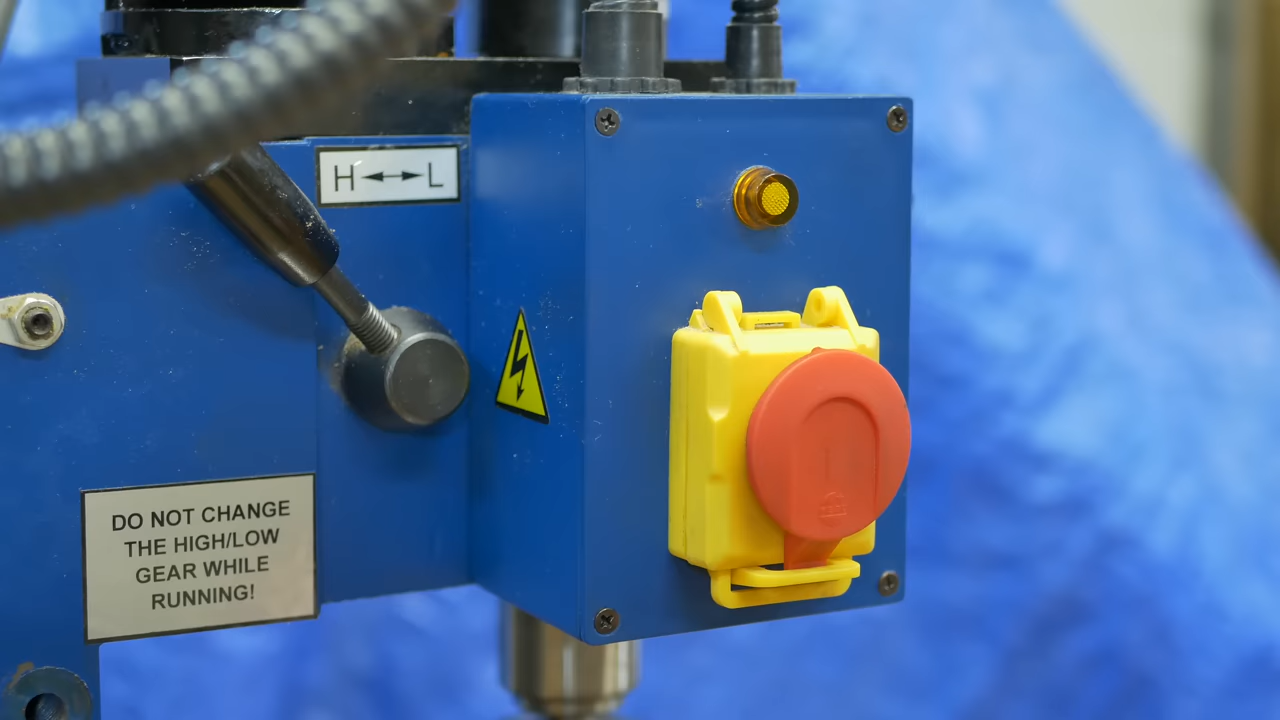 H ↔ L
DO NOT CHANGE
THE HIGH/LOW
GEAR WHILE
RUNNING!